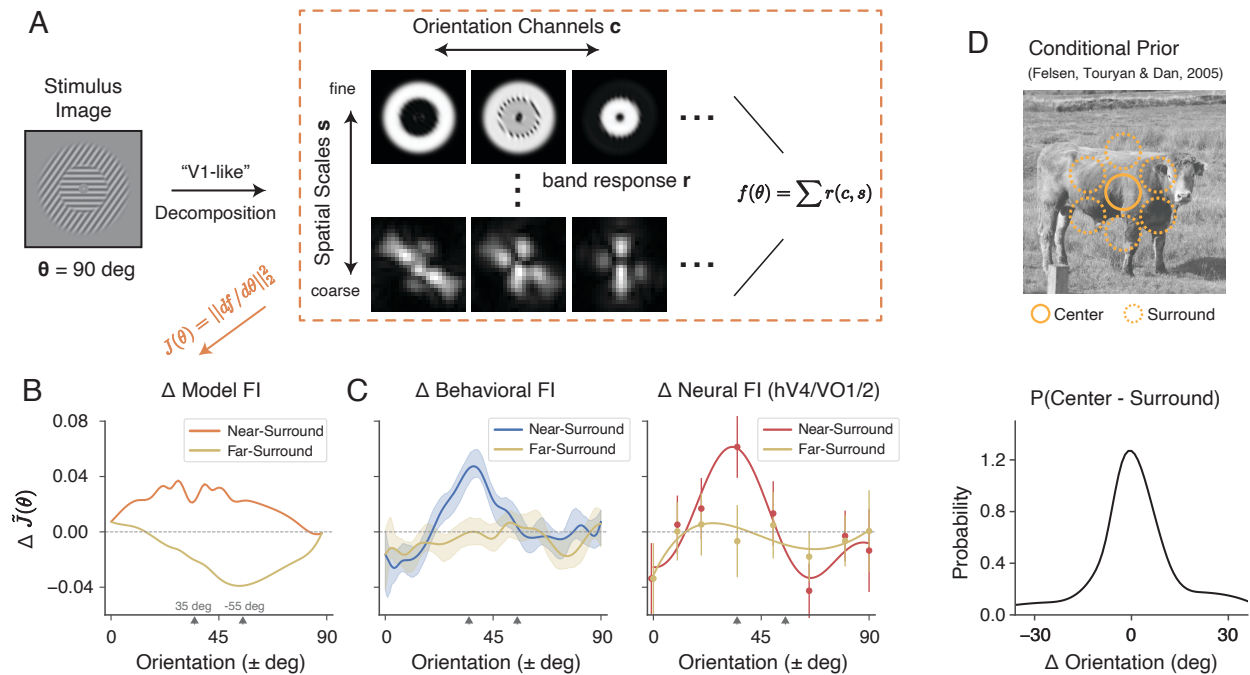 A
Orientation Channels c
Stimulus
Image
θ = 90 deg
"V1-like"
Decomposition
Spatial Scales s
fine
coarse
band response r
f(θ) = ∑ r(c, s)
J(θ) = ||df/dθ||₂²
D
Conditional Prior
(Felsen, Touryan & Dan, 2005)
Center
Surround
B
Δ Model FI
Near-Surround
Far-Surround
Δ J̃(θ)
0.08
0.04
0.00
−0.04
35 deg
-55 deg
0
45
90
Orientation (± deg)
C
Δ Behavioral FI
Near-Surround
Far-Surround
45
90
Orientation (± deg)
Δ Neural FI (hV4/VO1/2)
Near-Surround
Far-Surround
0
45
90
Orientation (± deg)
P(Center - Surround)
Probability
1.2
0.6
0.0
−30
0
30
Δ Orientation (deg)